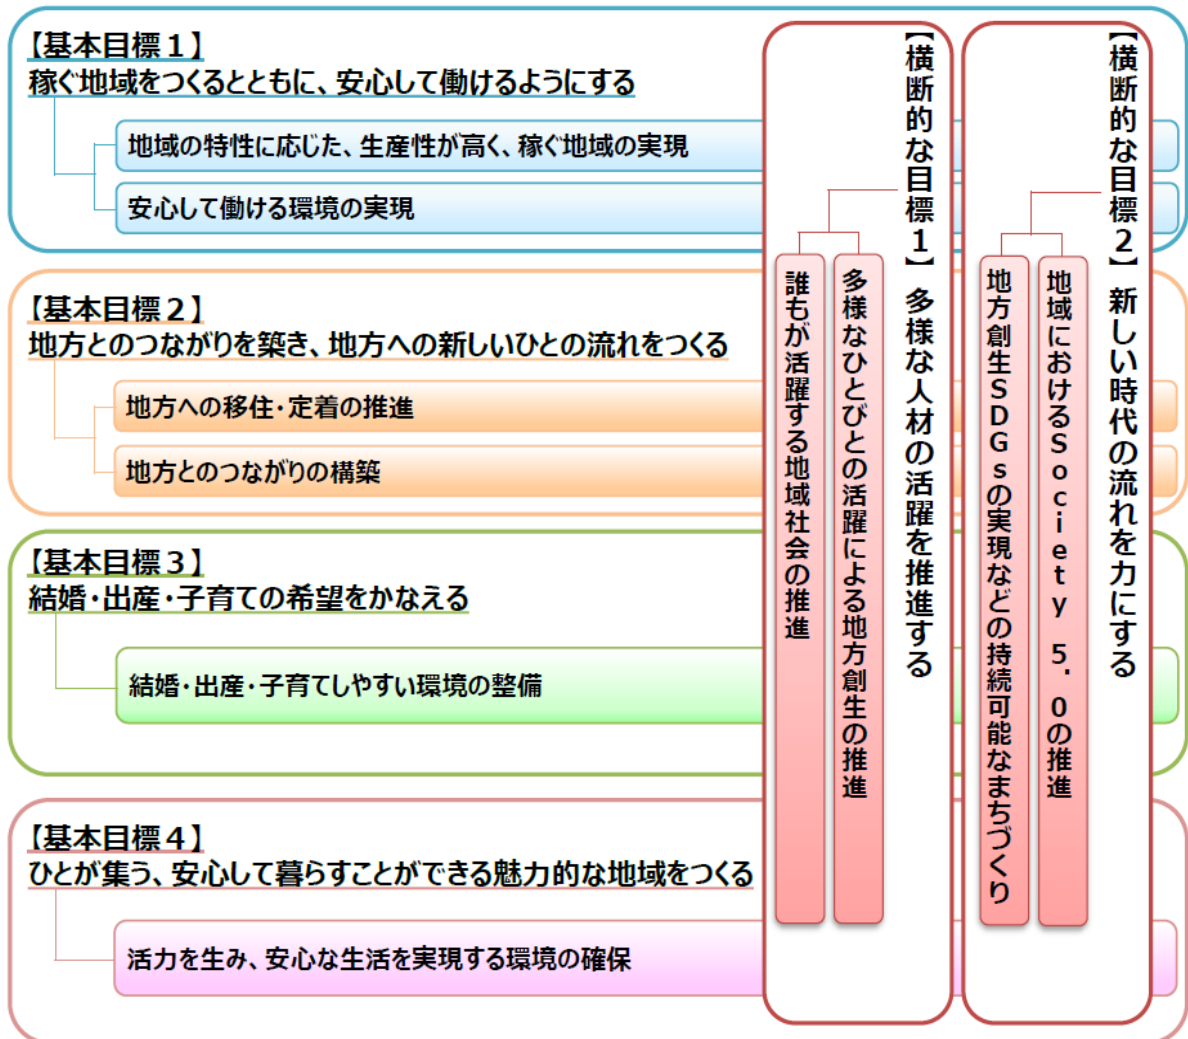 【基本目標１】
稼ぐ地域をつくるとともに、安心して働けるようにする
地域の特性に応じた、生産性が高く、稼ぐ地域の実現
安心して働ける環境の実現
【基本目標２】
地方とのつながりを築き、地方への新しいひとの流れをつくる
地方への移住・定着の推進
地方とのつながりの構築
【基本目標３】
結婚・出産・子育ての希望をかなえる
結婚・出産・子育てしやすい環境の整備
【基本目標４】
ひとが集う、安心して暮らすことができる魅力的な地域をつくる
活力を生み、安心な生活を実現する環境の確保
【横断的な目標１】多様な人材の活躍を推進する
多様なひとびとの活躍による地方創生の推進
誰もが活躍する地域社会の推進
【横断的な目標２】新しい時代の流れを力にする
地域におけるSociety 5.0の推進
地方創生SDGsの実現などの持続可能なまちづくり